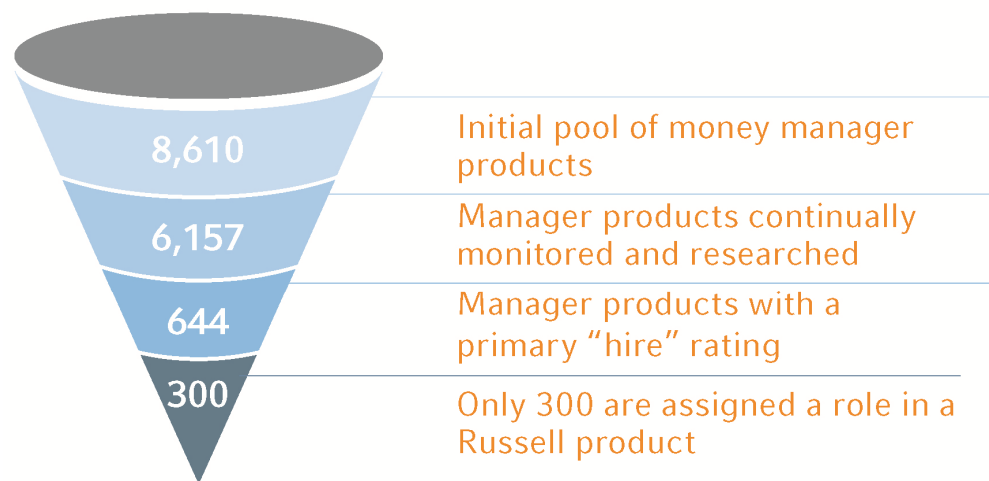 8,610
Initial pool of money manager
products
6,157
Manager products continually
monitored and researched
644
Manager products with a
primary “hire” rating
300
Only 300 are assigned a role in a
Russell product